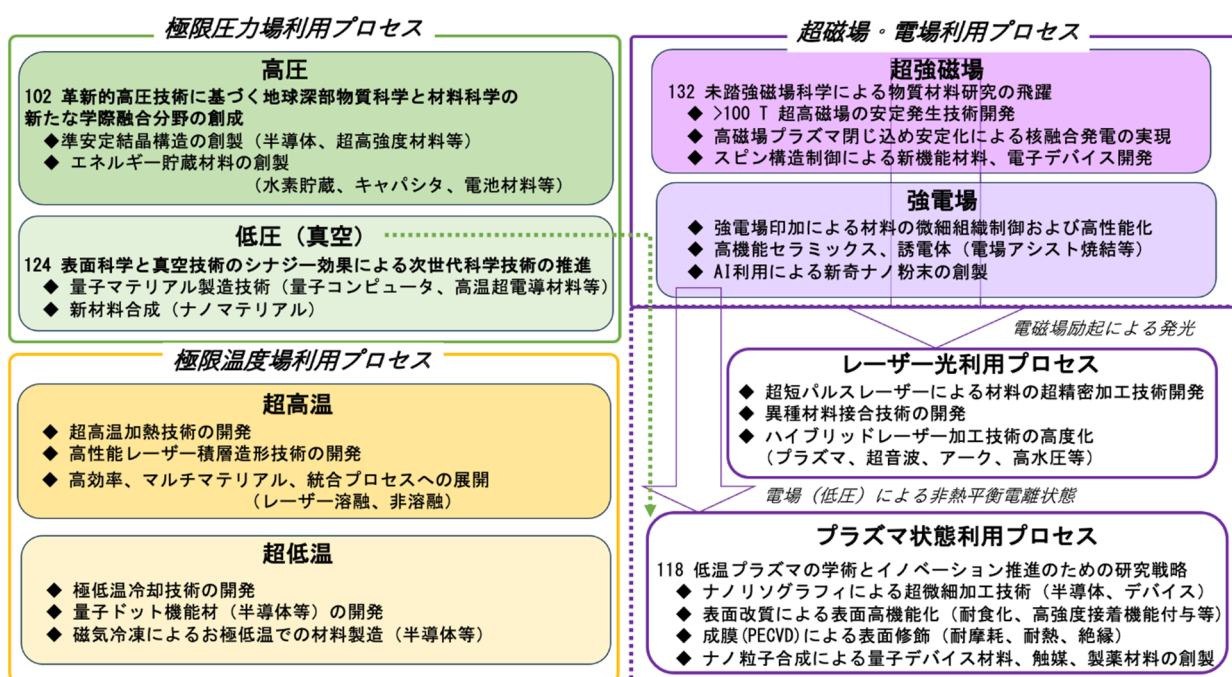 極限圧力場利用プロセス
高圧
102 革新的高圧技術に基づく地球深部物質科学と材料科学の
新たな学際融合分野の創成
◆準安定結晶構造の創製（半導体、超高強度材料等）
◆ エネルギー貯蔵材料の創製
（水素貯蔵、キャパシタ、電池材料等）
低圧（真空）
124 表面科学と真空技術のシナジー効果による次世代科学技術の推進
◆ 量子マテリアル製造技術（量子コンピュータ、高温超電導材料等）
◆ 新材料合成（ナノマテリアル）
極限温度場利用プロセス
超高温
◆ 超高温加熱技術の開発
◆ 高性能レーザー積層造形技術の開発
◆ 高効率、マルチマテリアル、統合プロセスへの展開
（レーザー溶融、非溶融）
超低温
◆ 極低温冷却技術の開発
◆ 量子ドット機能材（半導体等）の開発
◆ 磁気冷凍によるお極低温での材料製造（半導体等）
超磁場・電場利用プロセス
超強磁場
132 未踏強磁場科学による物質材料研究の飛躍
◆ >100 T 超高磁場の安定発生技術開発
◆ 高磁場プラズマ閉じ込め安定化による核融合発電の実現
◆ スピン構造制御による新機能材料、電子デバイス開発
強電場
◆ 強電場印加による材料の微細組織制御および高性能化
◆ 高機能セラミックス、誘電体（電場アシスト焼結等）
◆ AI利用による新奇ナノ粉末の創製
電磁場励起による発光
レーザー光利用プロセス
◆ 超短パルスレーザーによる材料の超精密加工技術開発
◆ 異種材料接合技術の開発
◆ ハイブリッドレーザー加工技術の高度化
（プラズマ、超音波、アーク、高水圧等）
電場（低圧）による非熱平衡電離状態
プラズマ状態利用プロセス
118 低温プラズマの学術とイノベーション推進のための研究戦略
◆ ナノリソグラフィによる超微細加工技術（半導体、デバイス）
◆ 表面改質による表面高機能化（耐食化、高強度接着機能付与等）
◆ 成膜(PECVD)による表面修飾（耐摩耗、耐熱、絶縁）
◆ ナノ粒子合成による量子デバイス材料、触媒、製薬材料の創製